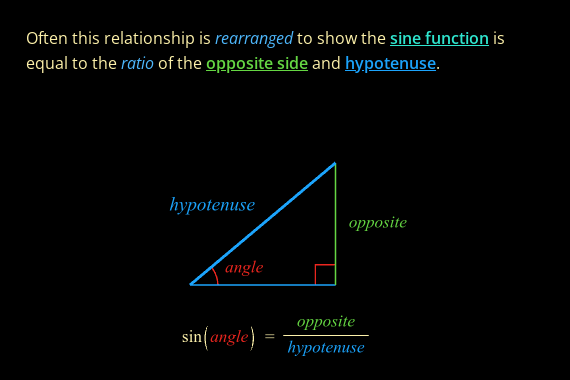 Often this relationship is rearranged to show the sine function is
equal to the ratio of the opposite side and hypotenuse.
hypotenuse
opposite
angle
sin(angle) = opposite / hypotenuse